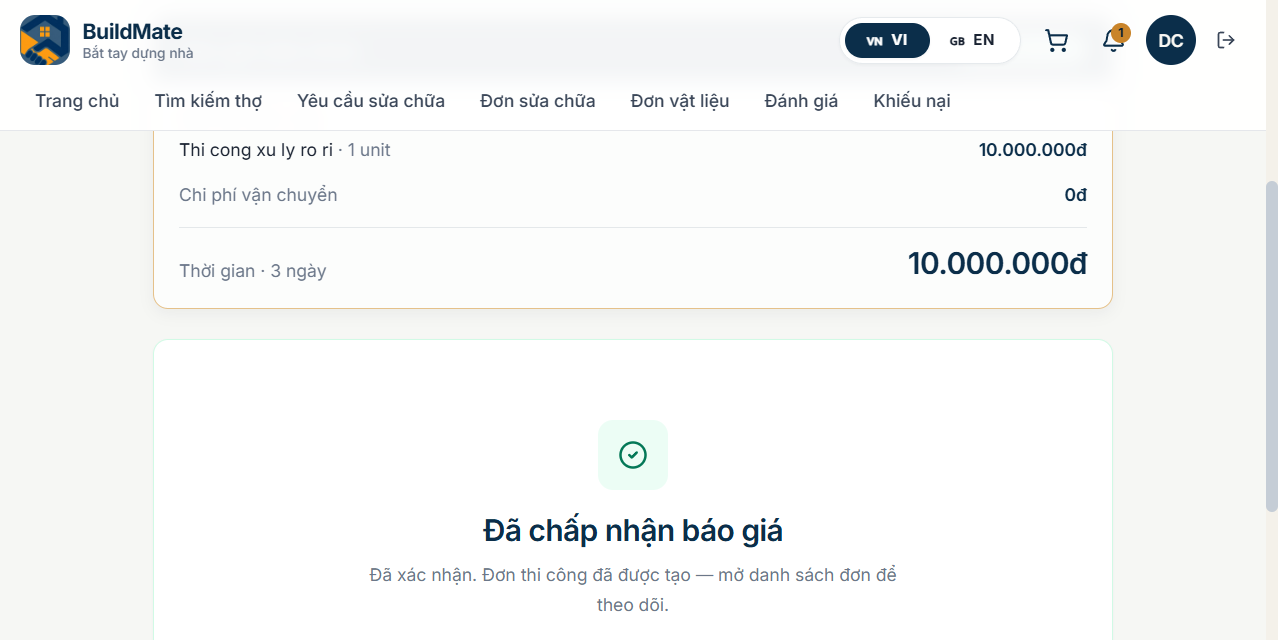 BuildMate
Bắt tay dựng nhà
VN VI
GB EN
1
DC
Trang chủ
Tìm kiếm thợ
Yêu cầu sửa chữa
Đơn sửa chữa
Đơn vật liệu
Đánh giá
Khiếu nại
Thi cong xu ly ro ri · 1 unit 10.000.000đ
Chi phí vận chuyển 0đ
Thời gian · 3 ngày 10.000.000đ
Đã chấp nhận báo giá
Đã xác nhận. Đơn thi công đã được tạo — mở danh sách đơn để
theo dõi.